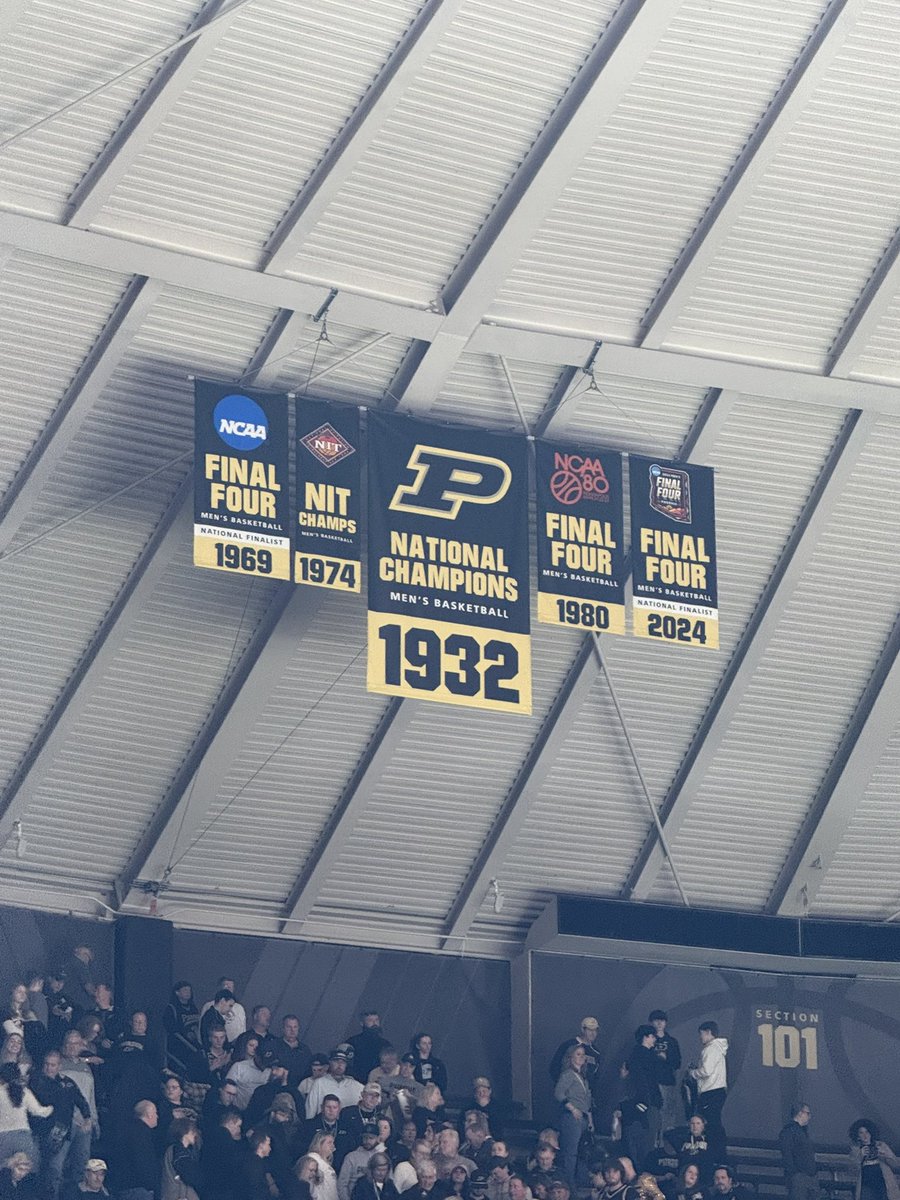 NCAA
FINAL
FOUR
MEN'S BASKETBALL
NATIONAL FINALIST
1969
NIT
NIT
CHAMPS
MEN'S BASKETBALL
1974
P
NATIONAL
CHAMPIONS
MEN'S BASKETBALL
1932
NCAA
80
FINAL
FOUR
MEN'S BASKETBALL
1980
FINAL
FOUR
FINAL
FOUR
MEN'S BASKETBALL
NATIONAL FINALIST
2024
SECTION
101